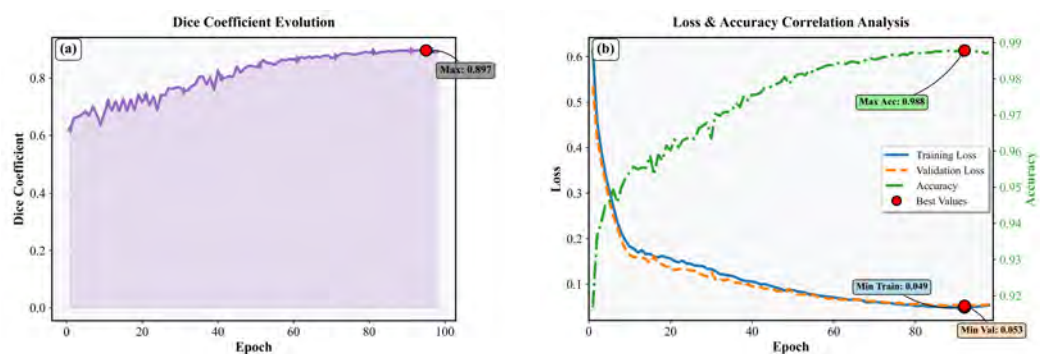 Dice Coefficient Evolution
(a)
Max: 0.897
0.8
0.6
0.4
0.2
0.0
Dice Coefficient
0
20
40
60
80
100
Epoch
Loss & Accuracy Correlation Analysis
(b)
0.6
0.5
0.4
0.3
0.2
0.1
Loss
0.99
0.98
0.97
0.96
0.95
0.94
0.93
0.92
Accuracy
Max Acc: 0.988
Training Loss
Validation Loss
Accuracy
Best Values
Min Train: 0.049
Min Val: 0.053
0
20
40
60
80
Epoch